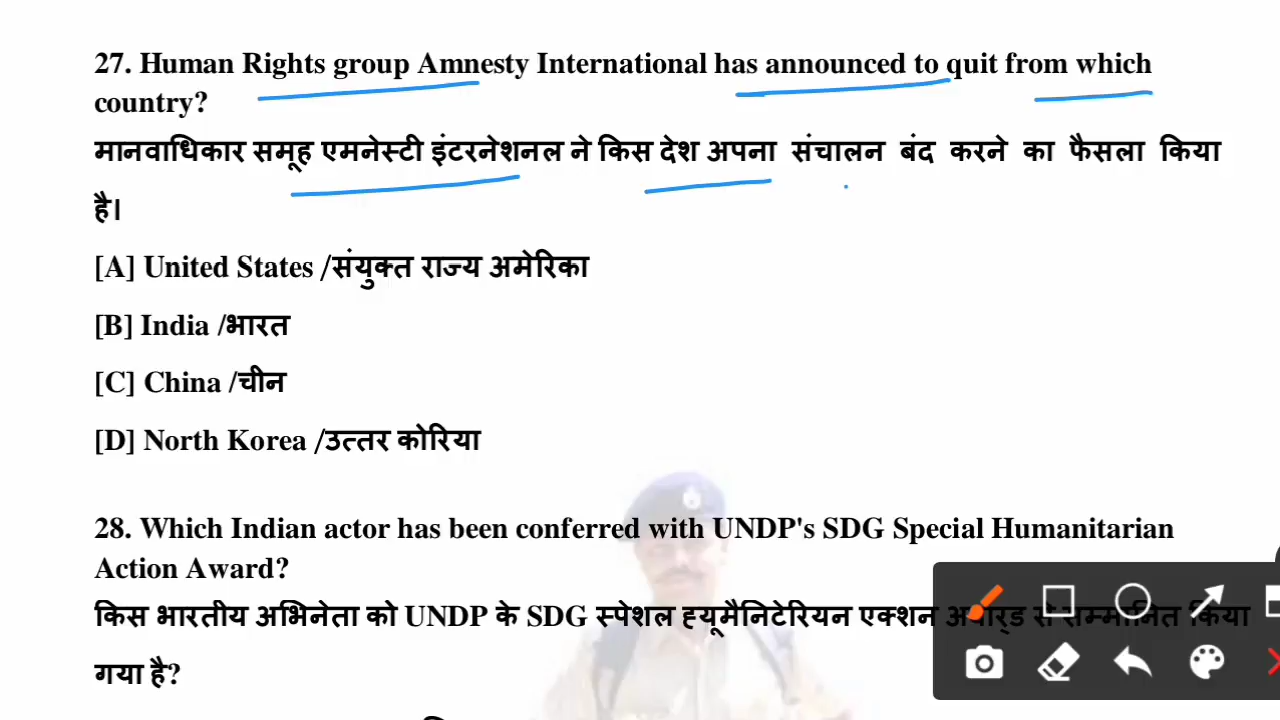 27. Human Rights group Amnesty International has announced to quit from which
country?
मानवाधिकार समूह एमनेस्टी इंटरनेशनल ने किस देश अपना संचालन बंद करने का फैसला किया
है।
[A] United States /संयुक्त राज्य अमेरिका
[B] India /भारत
[C] China /चीन
[D] North Korea /उत्तर कोरिया
28. Which Indian actor has been conferred with UNDP's SDG Special Humanitarian
Action Award?
किस भारतीय अभिनेता को UNDP के SDG स्पेशल ह्यूमैनिटेरियन एक्शन अवार्ड से सम्मानित किया
गया है?